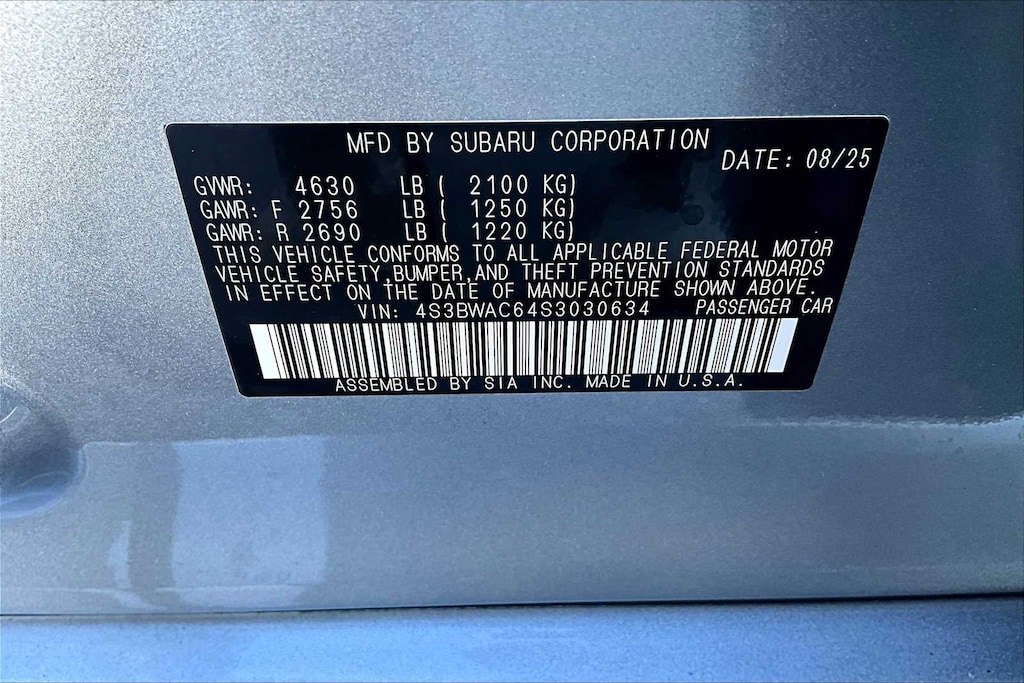 MFD BY SUBARU CORPORATION
DATE: 08/25
GVWR: 4630 LB ( 2100 KG)
GAWR: F 2756 LB ( 1250 KG)
GAWR: R 2690 LB ( 1220 KG)
THIS VEHICLE CONFORMS TO ALL APPLICABLE FEDERAL MOTOR
VEHICLE SAFETY,BUMPER,AND THEFT PREVENTION STANDARDS
IN EFFECT ON THE DATE OF MANUFACTURE SHOWN ABOVE.
VIN: 4S3BWAC64S3030634 PASSENGER CAR
ASSEMBLED BY SIA INC. MADE IN U.S.A.